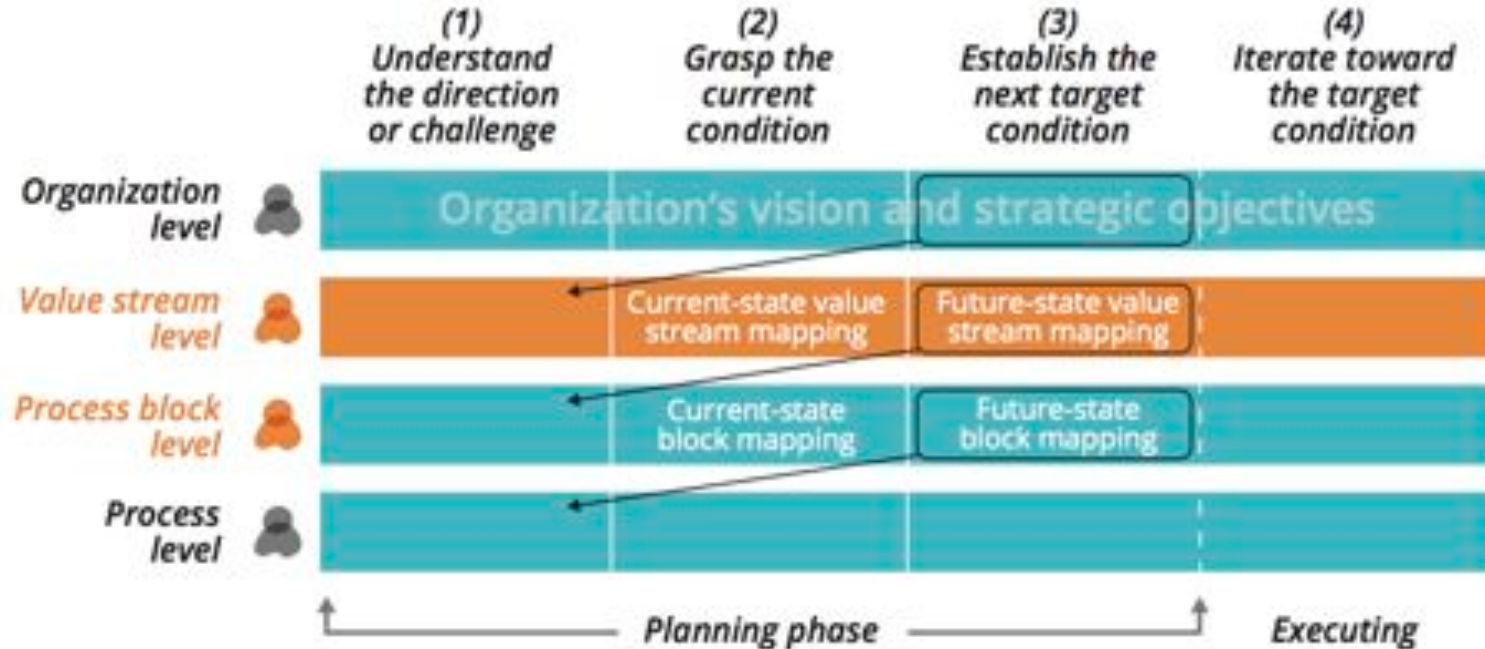 (1)
Understand
the direction
or challenge
(2)
Grasp the
current
condition
(3)
Establish the
next target
condition
(4)
Iterate toward
the target
condition
Organization
level
Organization's vision and strategic objectives
Value stream
level
Current-state value
stream mapping
Future-state value
stream mapping
Process block
level
Current-state
block mapping
Future-state
block mapping
Process
level
Planning phase
Executing